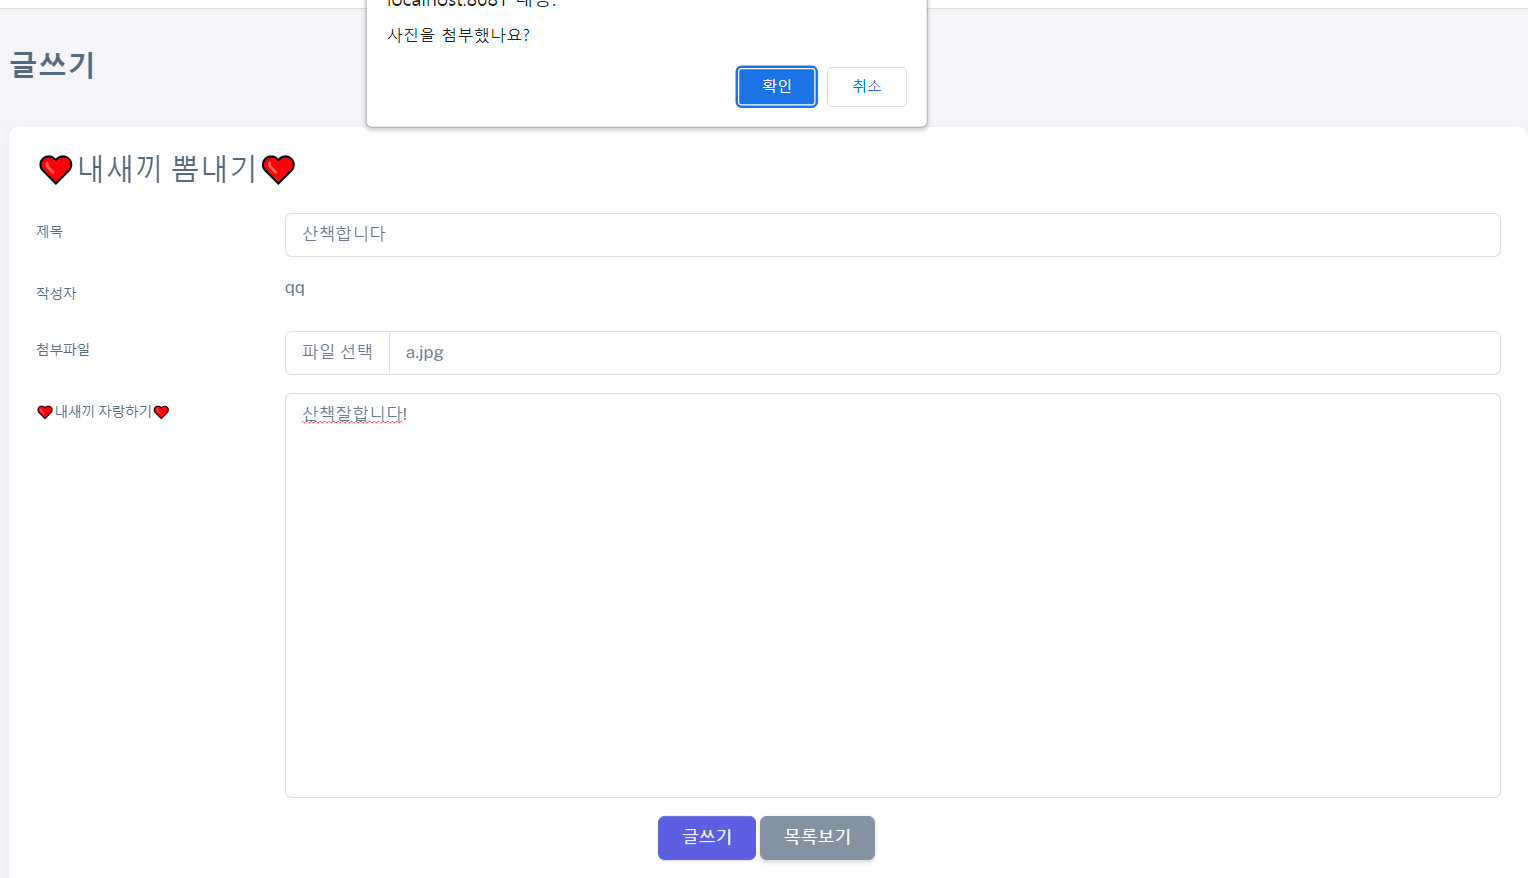 사진을 첨부했나요?
확인 취소
글쓰기
내새끼 뽐내기
제목 산책합니다
작성자 qq
첨부파일 파일 선택 a.jpg
내새끼 자랑하기 산책잘합니다!
글쓰기 목록보기